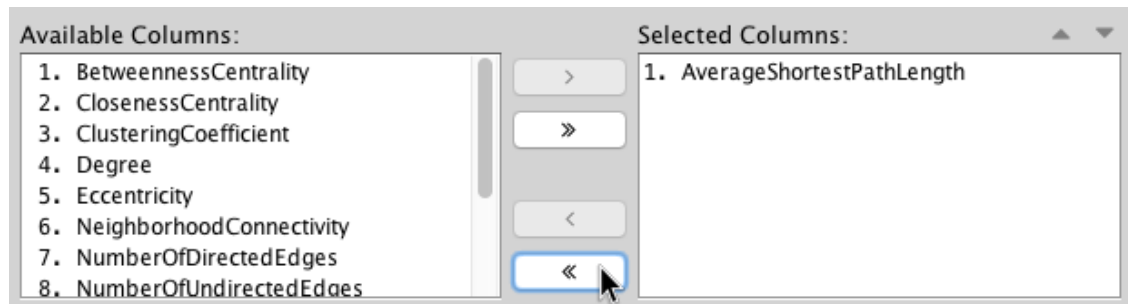 Available Columns:
1. BetweennessCentrality
2. ClosenessCentrality
3. ClusteringCoefficient
4. Degree
5. Eccentricity
6. NeighborhoodConnectivity
7. NumberOfDirectedEdges
8. NumberOfUndirectedEdges
>
»
<
«
Selected Columns:
1. AverageShortestPathLength